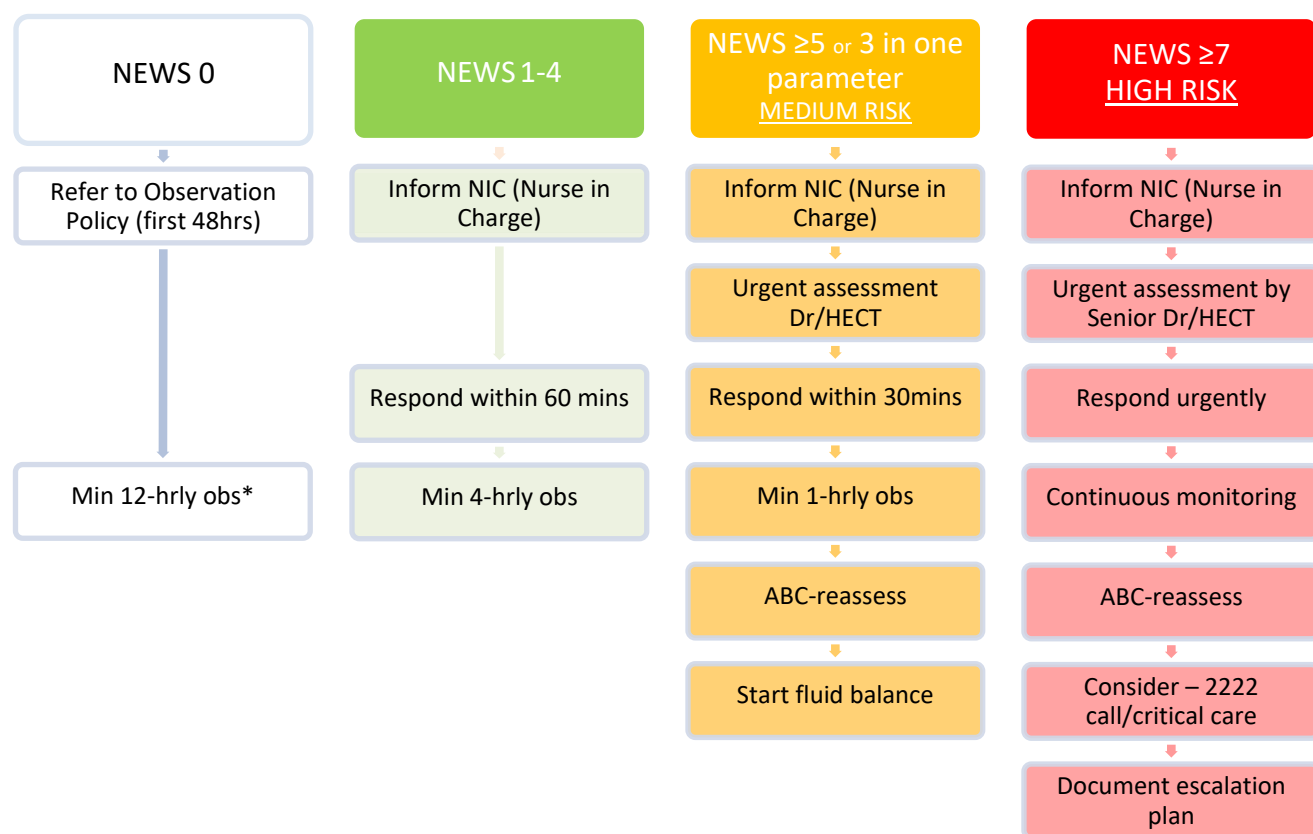 NEWS 0
Refer to Observation
Policy (first 48hrs)
Min 12-hrly obs*
NEWS 1-4
Inform NIC (Nurse in
Charge)
Respond within 60 mins
Min 4-hrly obs
NEWS ≥5 or 3 in one
parameter
MEDIUM RISK
Inform NIC (Nurse in
Charge)
Urgent assessment
Dr/HECT
Respond within 30mins
Min 1-hrly obs
ABC-reassess
Start fluid balance
NEWS ≥7
HIGH RISK
Inform NIC (Nurse in
Charge)
Urgent assessment by
Senior Dr/HECT
Respond urgently
Continuous monitoring
ABC-reassess
Consider – 2222
call/critical care
Document escalation
plan